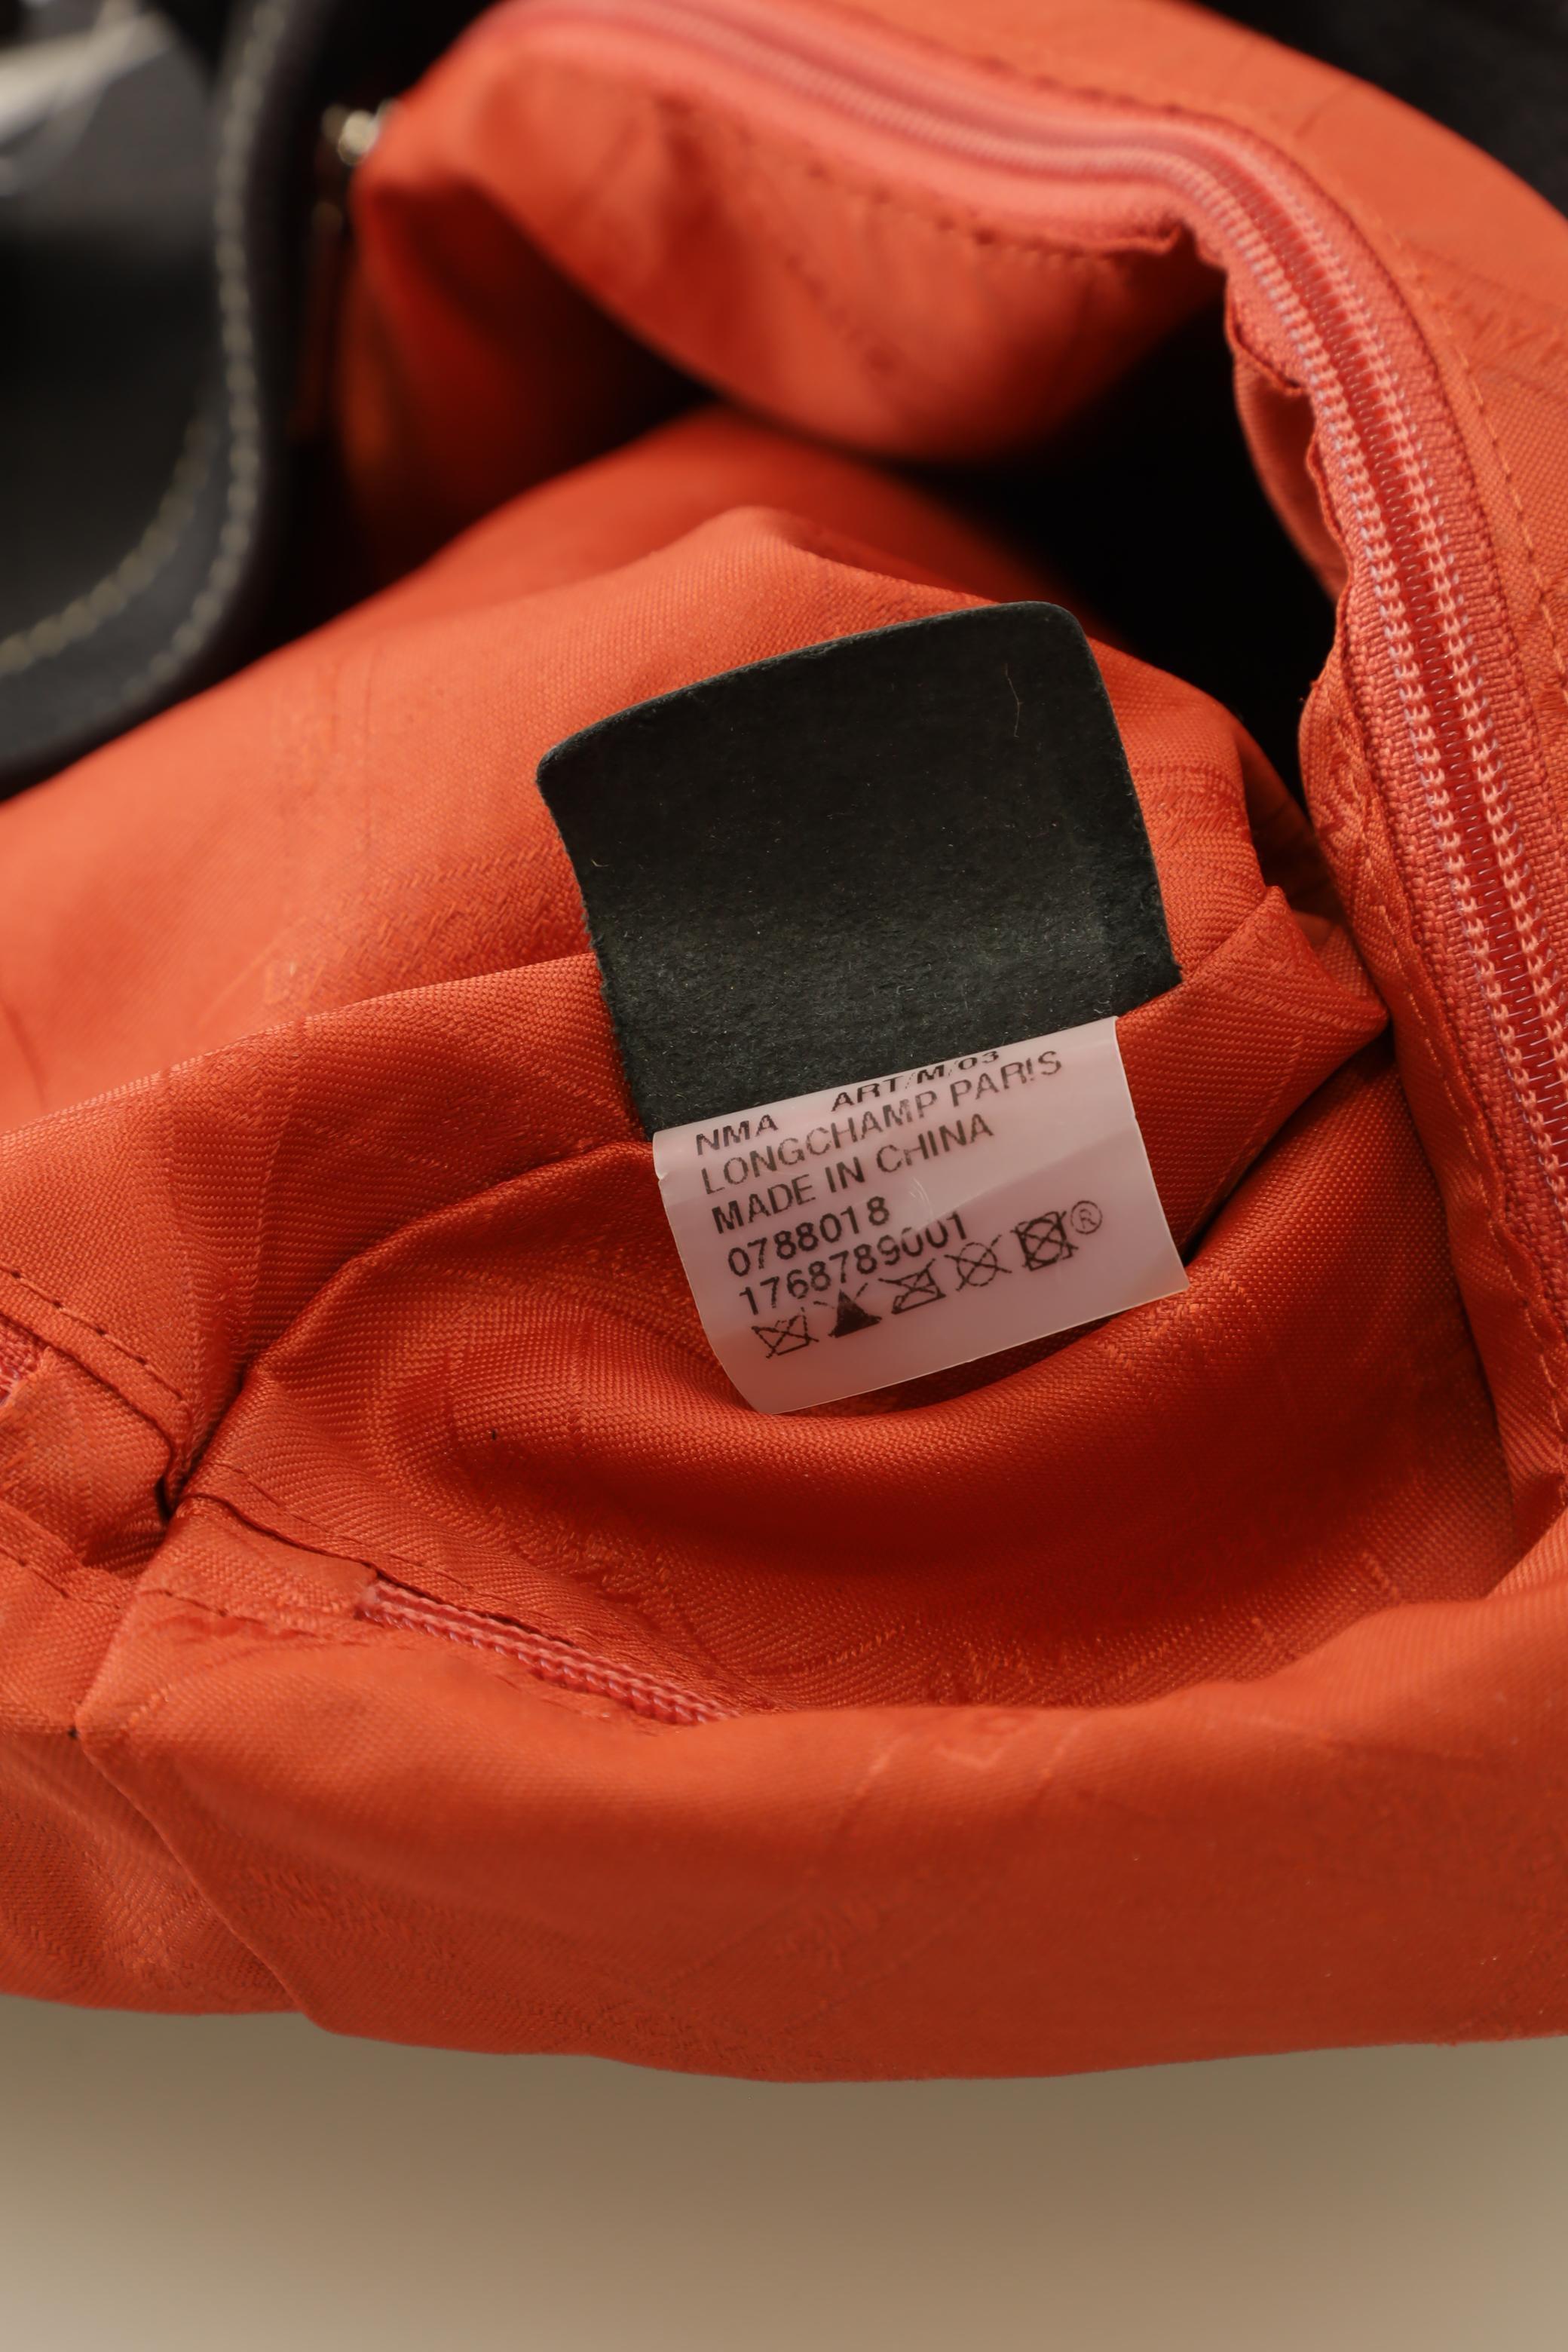 NMA ART/M/03
LONGCHAMP PARIS
MADE IN CHINA
0788018
1768789001
®